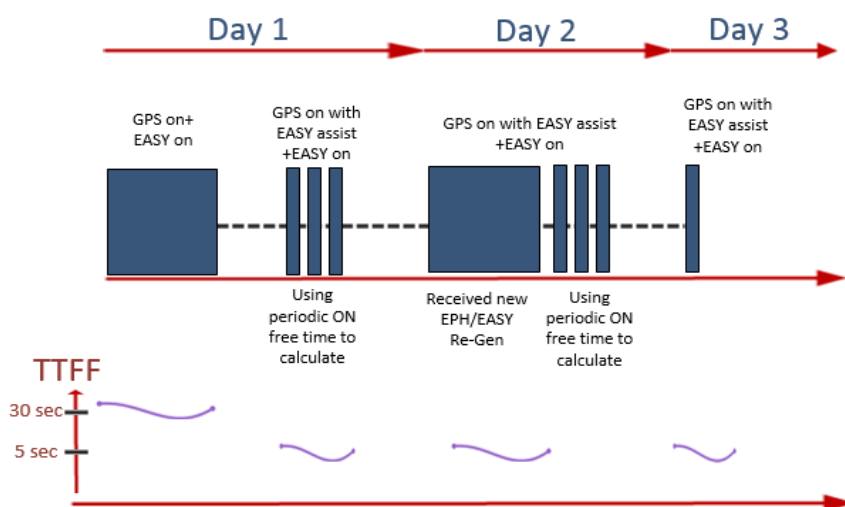 Day 1
Day 2
Day 3
GPS on+
EASY on
GPS on with
EASY assist
+EASY on
GPS on with EASY assist
+EASY on
GPS on with
EASY assist
+EASY on
Using
periodic ON
free time to
calculate
Received new
EPH/EASY
Re-Gen
Using
periodic ON
free time to
calculate
TTFF
30 sec
5 sec